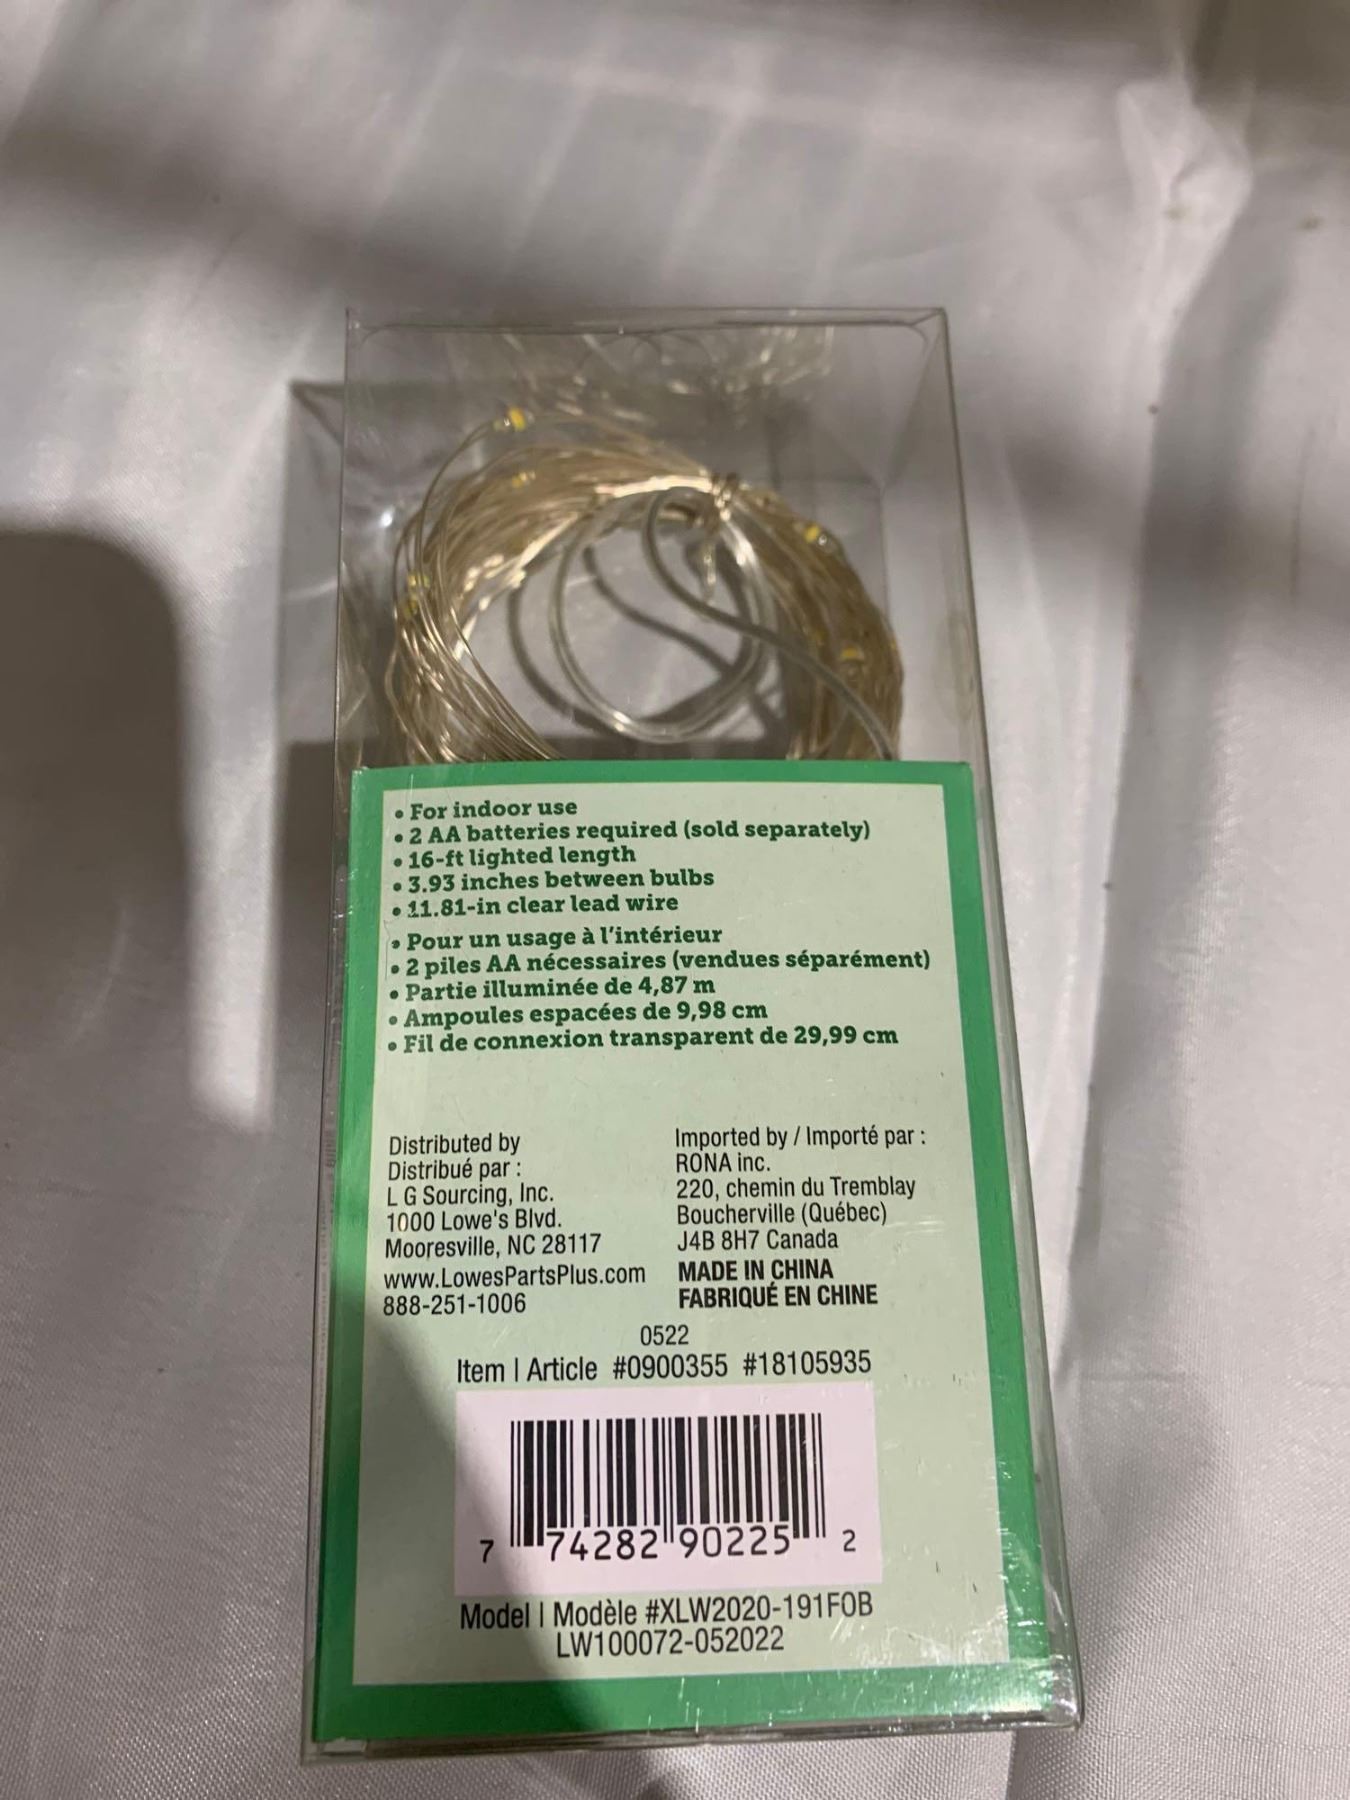 • For indoor use
• 2 AA batteries required (sold separately)
• 16-ft lighted length
• 3.93 inches between bulbs
• 11.81-in clear lead wire
• Pour un usage à l'intérieur
• 2 piles AA nécessaires (vendues séparément)
• Partie illuminée de 4,87 m
• Ampoules espacées de 9,98 cm
• Fil de connexion transparent de 29,99 cm
Distributed by
Distribué par :
L G Sourcing, Inc.
1000 Lowe's Blvd.
Mooresville, NC 28117
www.LowesPartsPlus.com
888-251-1006
Imported by / Importé par :
RONA inc.
220, chemin du Tremblay
Boucherville (Québec)
J4B 8H7 Canada
MADE IN CHINA
FABRIQUÉ EN CHINE
0522
Item | Article #0900355 #18105935
7 74282 90225 2
Model | Modèle #XLW2020-191FOB
LW100072-052022